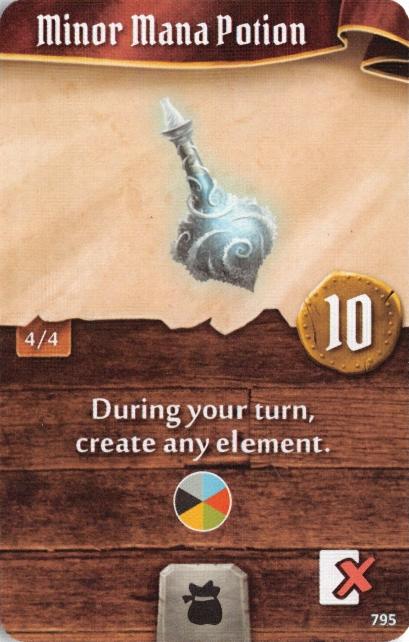 Minor Mana Potion
10
4/4
During your turn,
create any element.
795